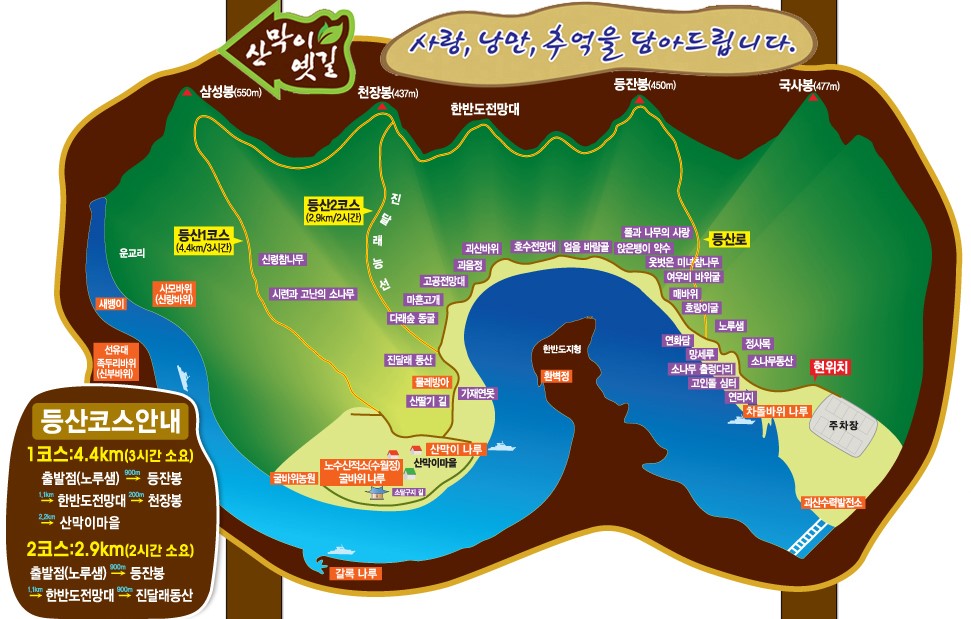 산막이
옛길
사랑, 낭만, 추억을 담아드립니다.
삼성봉(550m)
천장봉(437m)
한반도전망대
등잔봉(450m)
국사봉(477m)
등산1코스
(4.4km/3시간)
등산2코스
(2.9km/2시간)
진달래능선
등산로
운교리
새뱅이
사모바위
(신랑바위)
선유대
족두리바위
(신부바위)
신령참나무
시련과 고난의 소나무
괴산바위
괴음정
고공전망대
마흔고개
다래숲 동굴
진달래 동산
물레방아
산딸기 길
가재연못
호수전망대
얼음 바람골
앉은뱅이 약수
풀과 나무의 사랑
옷벗은 미녀참나무
여우비 바위굴
매바위
호랑이굴
노루샘
연화담
망세루
정사목
소나무동산
소나무 출렁다리
고인돌 쉼터
연리지
차돌바위 나루
현위치
주차장
괴산수력발전소
한반도지형
환벽정
산막이 나루
산막이마을
노수신적소(수월정)
굴바위 나루
굴바위농원
소탈구지 길
갈록 나루
등산코스안내
1코스:4.4km(3시간 소요)
출발점(노루샘) 900m→ 등잔봉
1.1km→ 한반도전망대 200m→ 천장봉
2.2km→ 산막이마을
2코스:2.9km(2시간 소요)
출발점(노루샘) 900m→ 등잔봉
1.1km→ 한반도전망대 900m→ 진달래동산